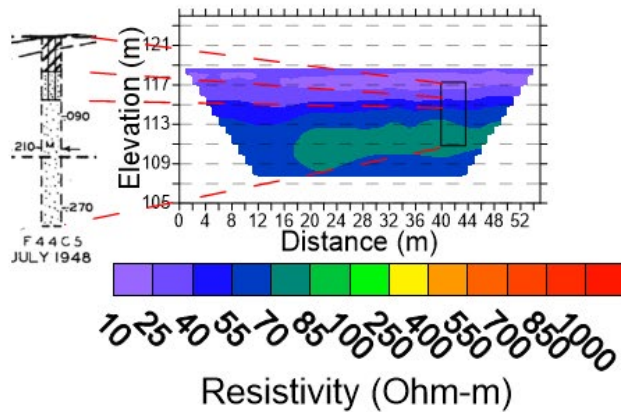 Elevation (m)
121
117
113
109
105
0 4 8 12 16 20 24 28 32 36 40 44 48 52
Distance (m)
090
210
270
F44C5
JULY 1948
10 25 40 55 70 85 100 250 400 550 700 850 1000
Resistivity (Ohm-m)